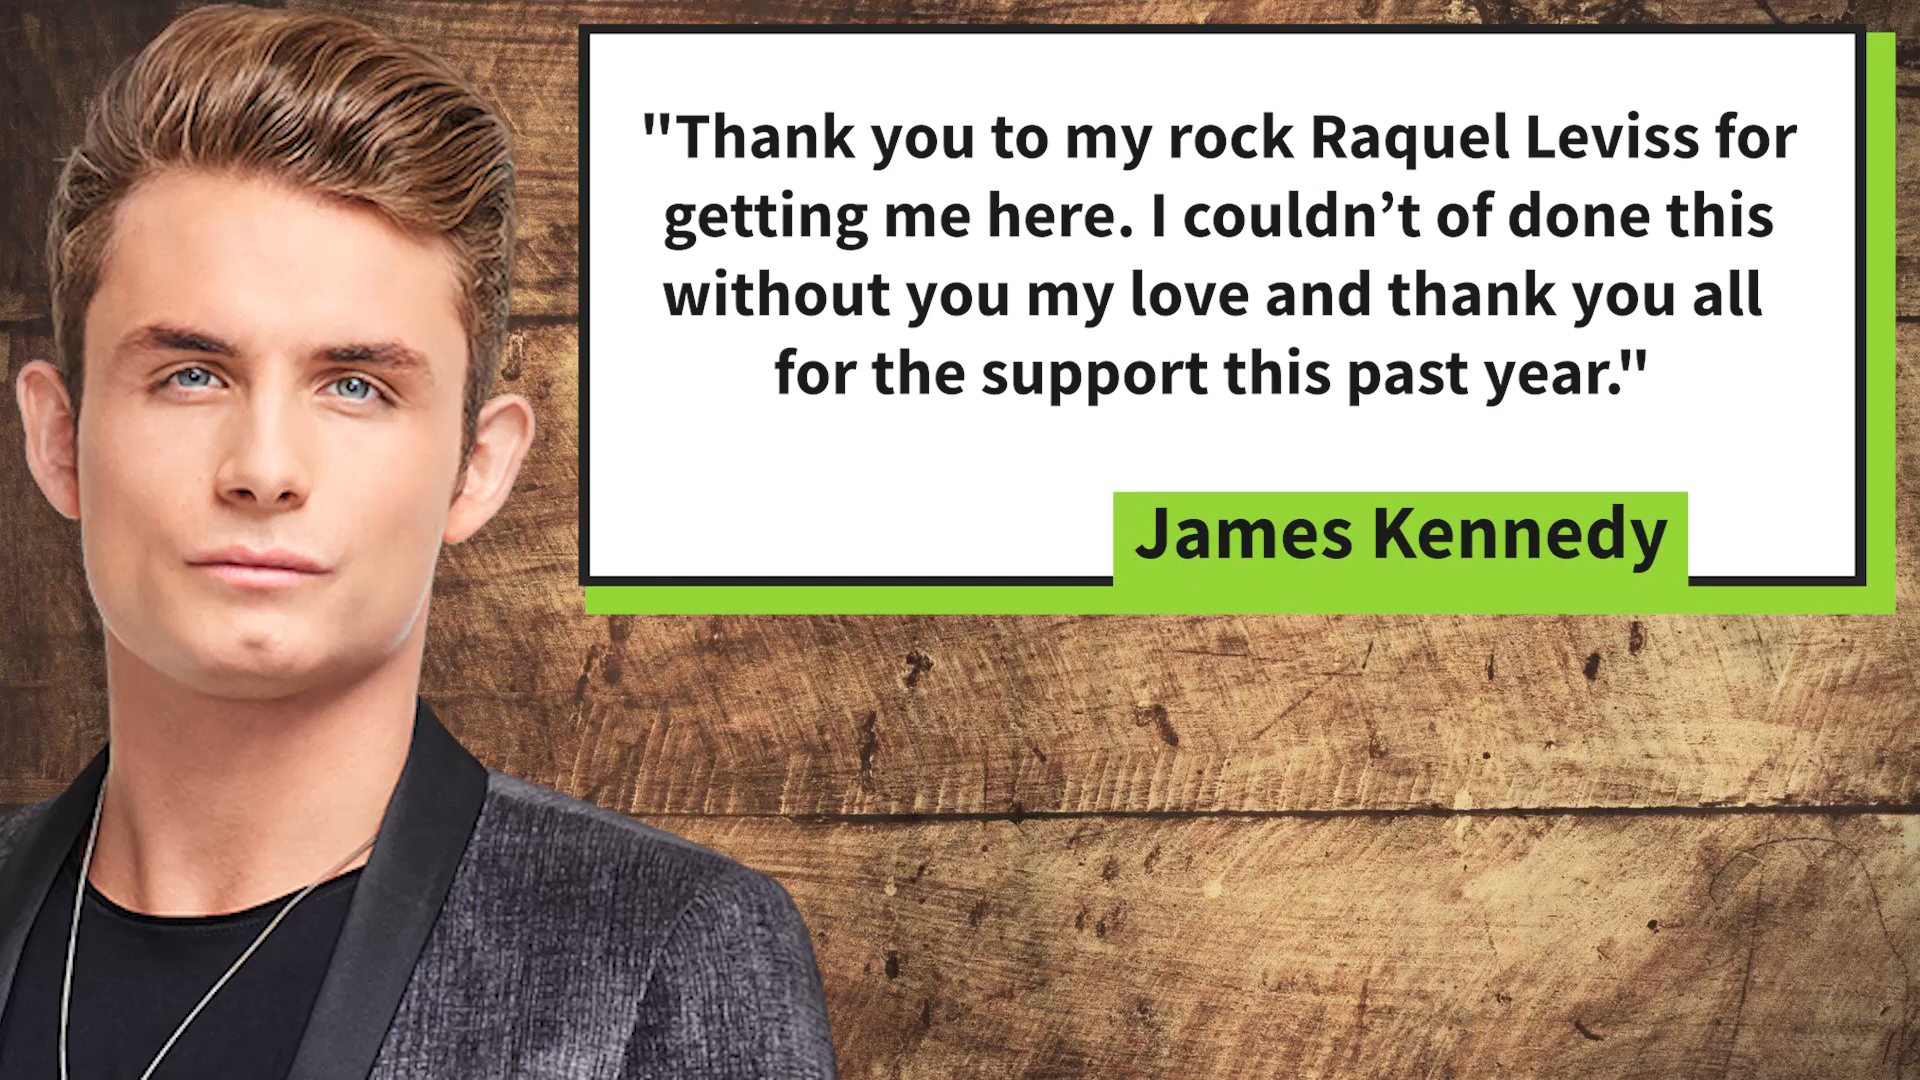 "Thank you to my rock Raquel Leviss for
getting me here. I couldn’t of done this
without you my love and thank you all
for the support this past year."
James Kennedy